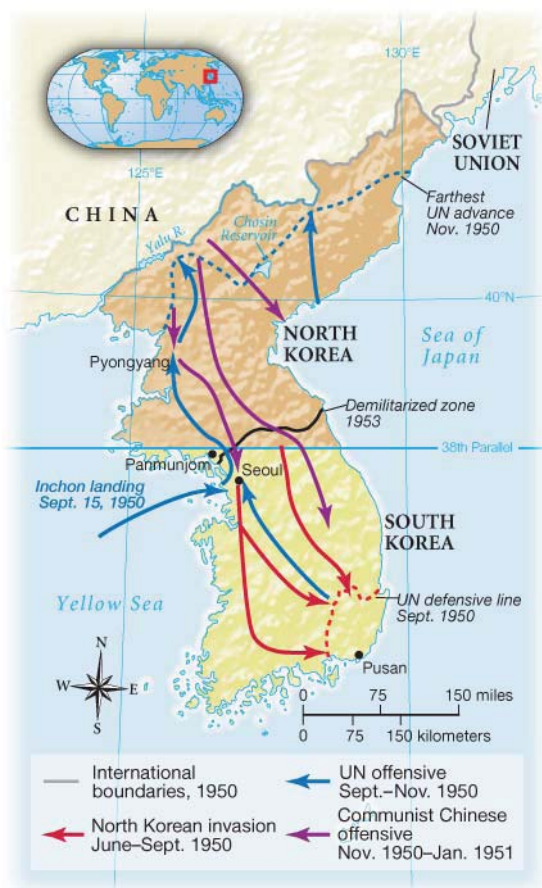 130°E
SOVIET
UNION
125°E
CHINA
Yalu R.
Chosin
Reservoir
Farthest
UN advance
Nov. 1950
40°N
NORTH
KOREA
Sea of
Japan
Pyongyang
Demilitarized zone
1953
38th Parallel
Panmunjom
Seoul
Inchon landing
Sept. 15, 1950
SOUTH
KOREA
Yellow Sea
UN defensive line
Sept. 1950
N
W
E
S
Pusan
0 75 150 miles
0 75 150 kilometers
International
boundaries, 1950
North Korean invasion
June–Sept. 1950
UN offensive
Sept.–Nov. 1950
Communist Chinese
offensive
Nov. 1950–Jan. 1951